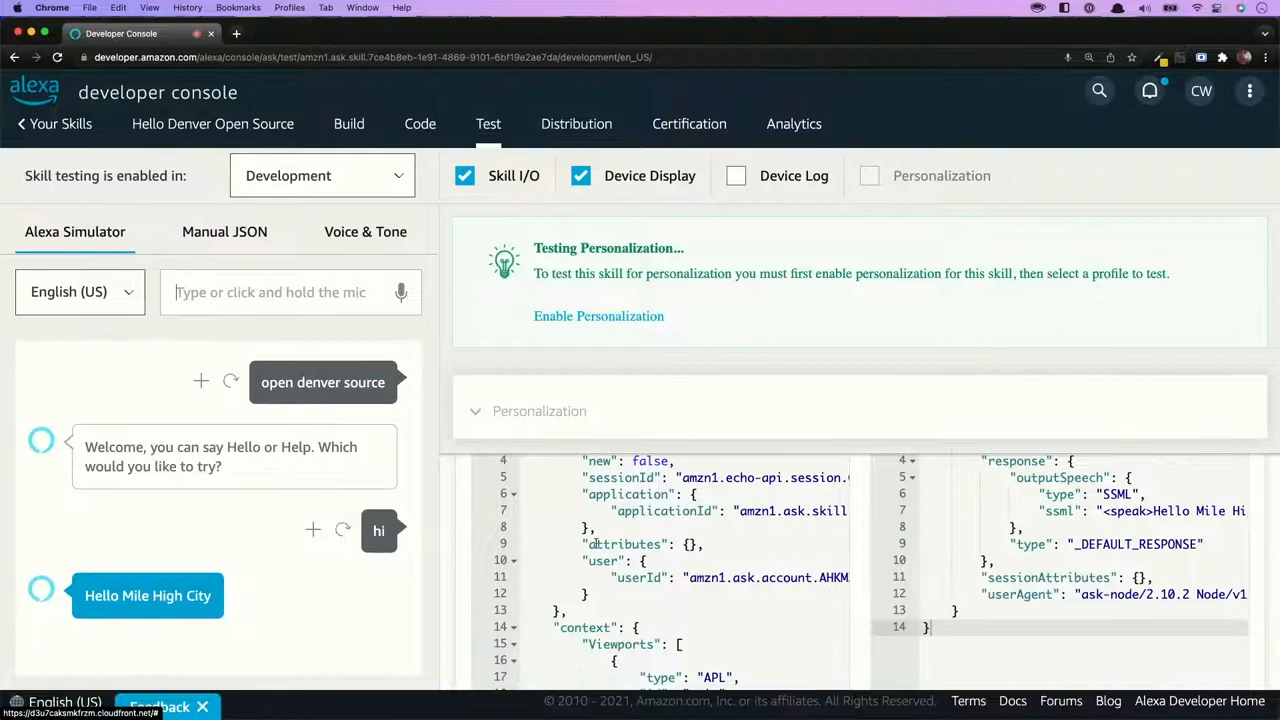 Chrome File Edit View History Bookmarks Profiles Tab Window Help
Developer Console
developer.amazon.com/alexa/console/ask/test/amzn1.ask.skill.7ce4b8eb-1e91-4869-9101-6bf19e2ae7da/development/en_US/
alexa developer console CW
Your Skills Hello Denver Open Source Build Code Test Distribution Certification Analytics
Skill testing is enabled in: Development Skill I/O Device Display Device Log Personalization
Alexa Simulator Manual JSON Voice & Tone
Testing Personalization...
To test this skill for personalization you must first enable personalization for this skill, then select a profile to test.
Enable Personalization
English (US) Type or click and hold the mic
open denver source
Welcome, you can say Hello or Help. Which
would you like to try?
hi
Hello Mile High City
Personalization
4 "new": false,
5 "sessionId": "amzn1.echo-api.session.
6 "application": {
7 "applicationId": "amzn1.ask.skill
8 },
9 "attributes": {},
10 "user": {
11 "userId": "amzn1.ask.account.AHKM
12 }
13 },
14 "context": {
15 "Viewports": [
16 {
17 "type": "APL",
4 "response": {
5 "outputSpeech": {
6 "type": "SSML",
7 "ssml": "<speak>Hello Mile Hi
8 },
9 "type": "_DEFAULT_RESPONSE"
10 },
11 "sessionAttributes": {},
12 "userAgent": "ask-node/2.10.2 Node/v1
13 }
14 }
English (US) Feedback © 2010 - 2021, Amazon.com, Inc. or its affiliates. All Rights Reserved. Terms Docs Forums Blog Alexa Developer Home
https://d3u7caksmkfrzm.cloudfront.net/#